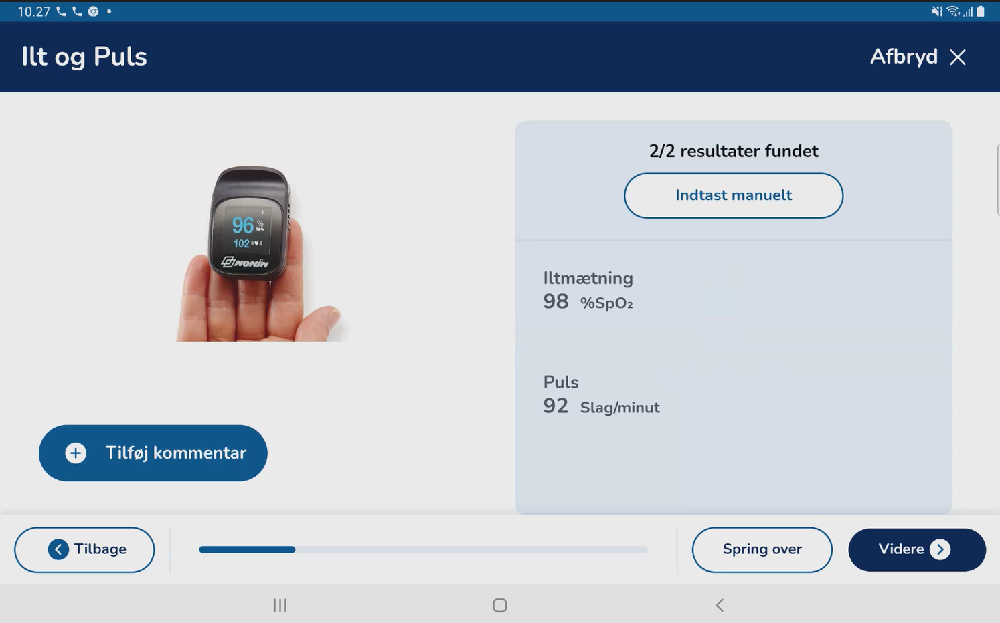 10.27
Ilt og Puls
Afbryd
2/2 resultater fundet
Indtast manuelt
96 %
SpO₂
102
NONIN
Iltmætning
98 %SpO₂
Puls
92 Slag/minut
Tilføj kommentar
Tilbage
Spring over
Videre